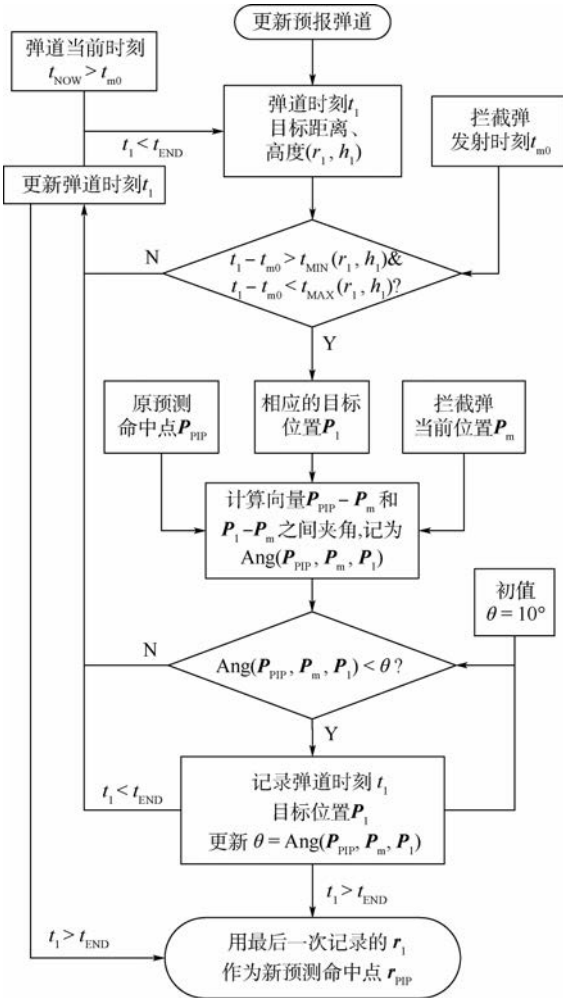 更新预报弹道
弹道当前时刻
t_NOW > t_m0
弹道时刻t_1
目标距离、
高度(r_1, h_1)
拦截弹
发射时刻t_m0
t_1 < t_END
更新弹道时刻t_1
N
t_1 − t_m0 > t_MIN(r_1, h_1)&
t_1 − t_m0 < t_MAX(r_1, h_1)?
Y
原预测
命中点P_PIP
相应的目标
位置P_1
拦截弹
当前位置P_m
计算向量P_PIP − P_m 和
P_1−P_m 之间夹角,记为
Ang(P_PIP, P_m, P_1)
初值
θ = 10°
N
Ang(P_PIP, P_m, P_1) < θ?
Y
t_1 < t_END
记录弹道时刻 t_1
目标位置P_1
更新 θ = Ang(P_PIP, P_m, P_1)
t_1 > t_END
t_1 > t_END
用最后一次记录的 r_1
作为新预测命中点 r_PIP